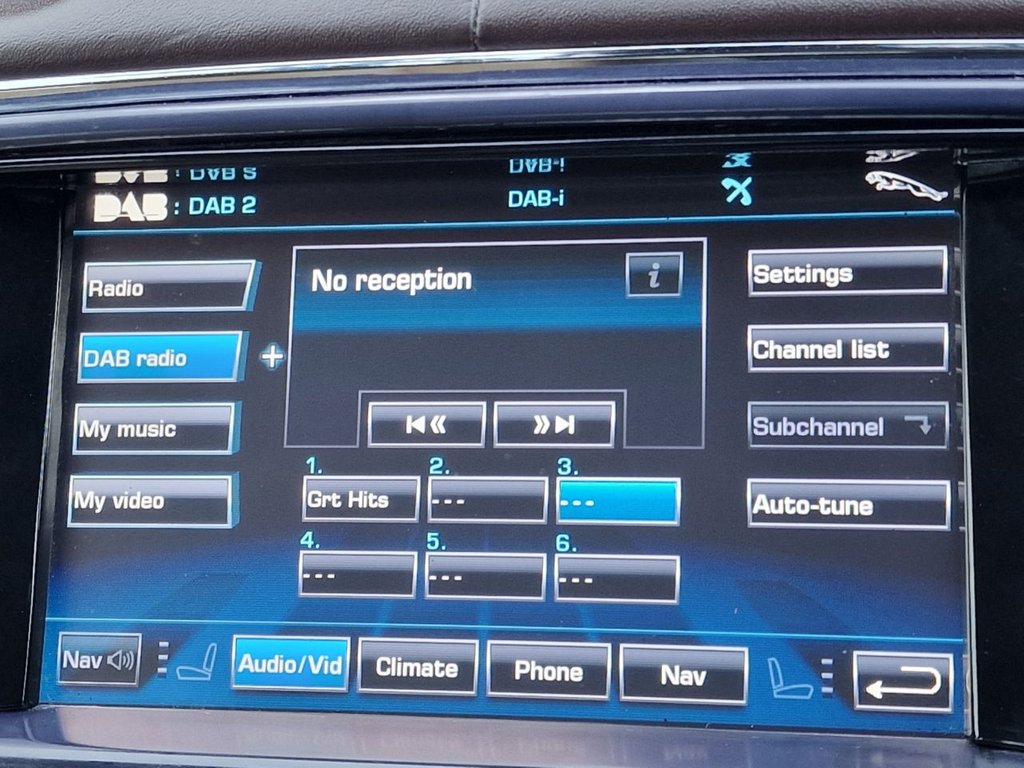 DAB : DAB 2 DAB-i
Radio
No reception i
Settings
DAB radio +
Channel list
My music
Subchannel
My video
Auto-tune
1. 2. 3.
Grt Hits --- ---
4. 5. 6.
--- --- ---
Nav Audio/Vid Climate Phone Nav